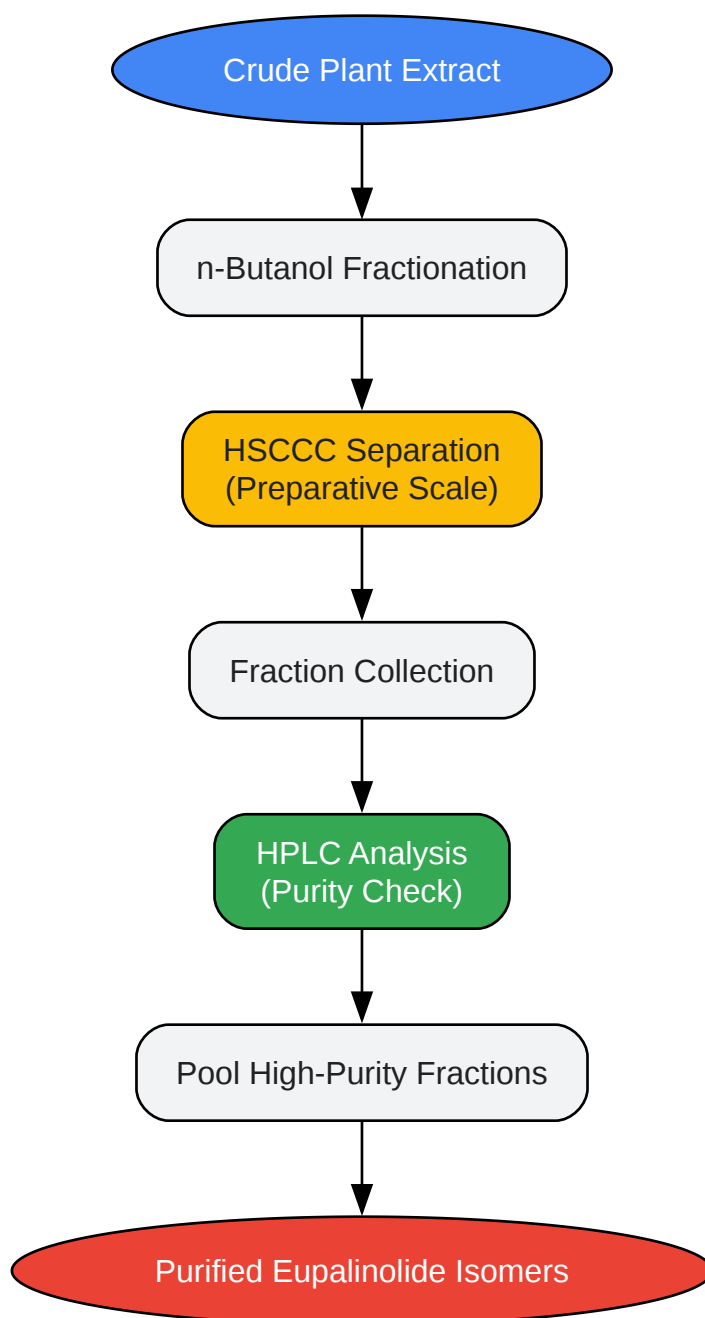 Crude Plant Extract
n-Butanol Fractionation
HSCCC Separation
(Preparative Scale)
Fraction Collection
HPLC Analysis
(Purity Check)
Pool High-Purity Fractions
Purified Eupalinolide Isomers